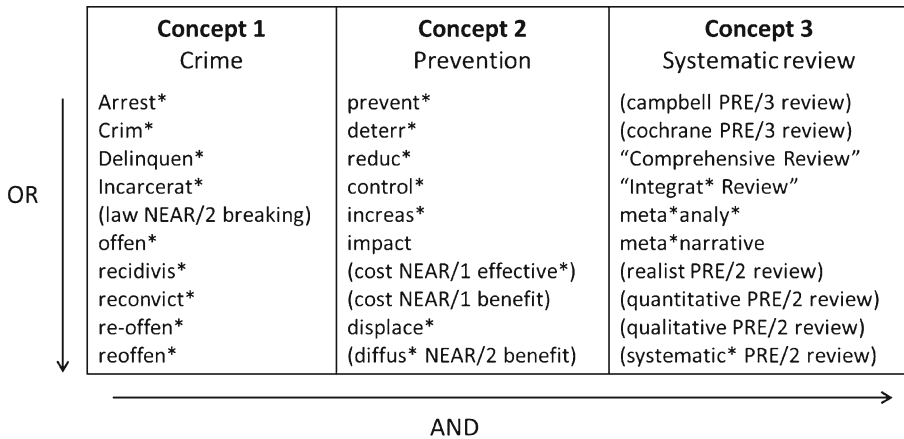 Concept 1
Crime
Arrest*
Crim*
Delinquen*
Incarcerat*
(law NEAR/2 breaking)
offen*
recidivis*
reconvict*
re-offen*
reoffen*
Concept 2
Prevention
prevent*
deterr*
reduc*
control*
increas*
impact
(cost NEAR/1 effective*)
(cost NEAR/1 benefit)
displace*
(diffus* NEAR/2 benefit)
Concept 3
Systematic review
(campbell PRE/3 review)
(cochrane PRE/3 review)
“Comprehensive Review”
“Integrat* Review”
meta*analy*
meta*narrative
(realist PRE/2 review)
(quantitative PRE/2 review)
(qualitative PRE/2 review)
(systematic* PRE/2 review)
OR
AND